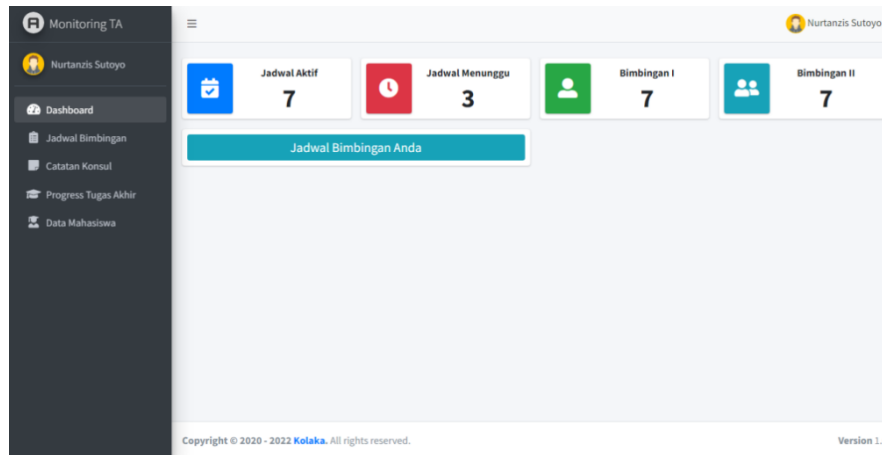 Monitoring TA
Nurtanzis Sutoyo
Nurtanzis Sutoyo
Dashboard
Jadwal Bimbingan
Catatan Konsul
Progress Tugas Akhir
Data Mahasiswa
Jadwal Aktif
7
Jadwal Menunggu
3
Bimbingan I
7
Bimbingan II
7
Jadwal Bimbingan Anda
Copyright © 2020 - 2022 Kolaka. All rights reserved.
Version 1.